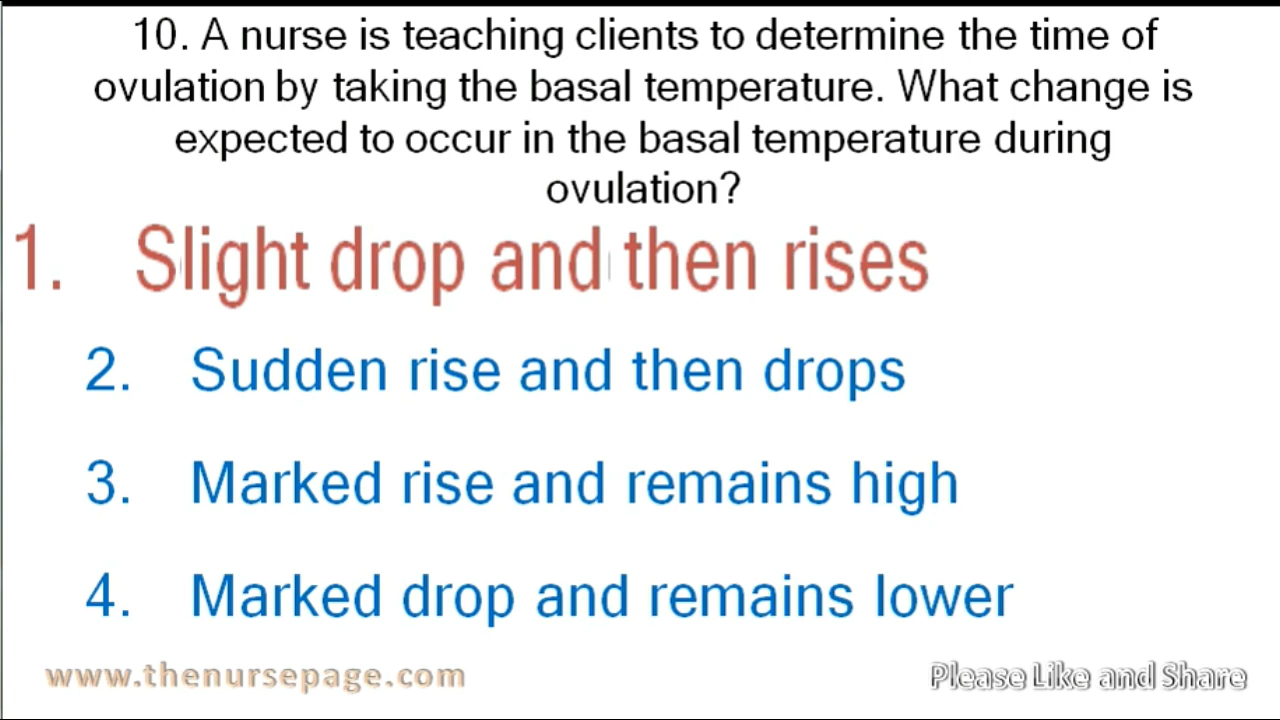 10. A nurse is teaching clients to determine the time of
ovulation by taking the basal temperature. What change is
expected to occur in the basal temperature during
ovulation?
1. Slight drop and then rises
2. Sudden rise and then drops
3. Marked rise and remains high
4. Marked drop and remains lower
www.thenursepage.com
Please Like and Share